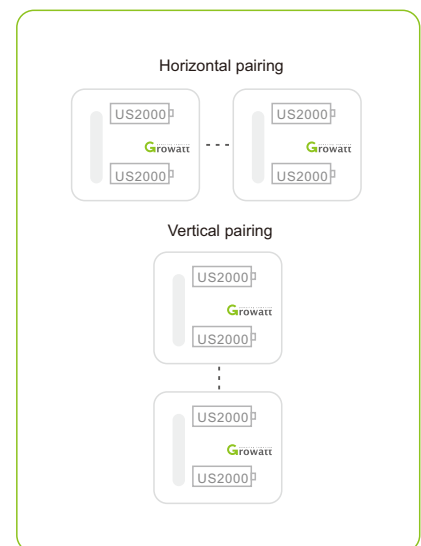 Horizontal pairing
US2000 US2000
Growatt Growatt
US2000 US2000
Vertical pairing
US2000
Growatt
US2000
US2000
Growatt
US2000